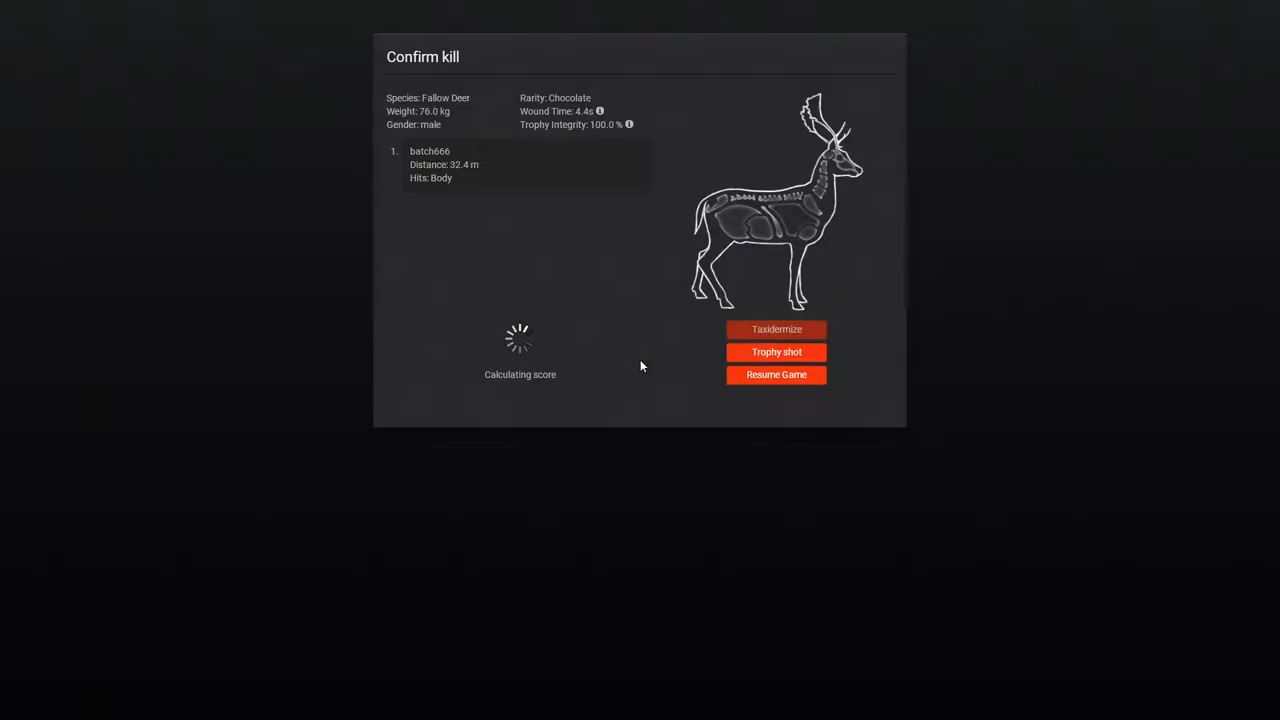 Confirm kill
Species: Fallow Deer
Weight: 76.0 kg
Gender: male
Rarity: Chocolate
Wound Time: 4.4s
Trophy Integrity: 100.0 %
1. batch666
Distance: 32.4 m
Hits: Body
Calculating score
Taxidermize
Trophy shot
Resume Game